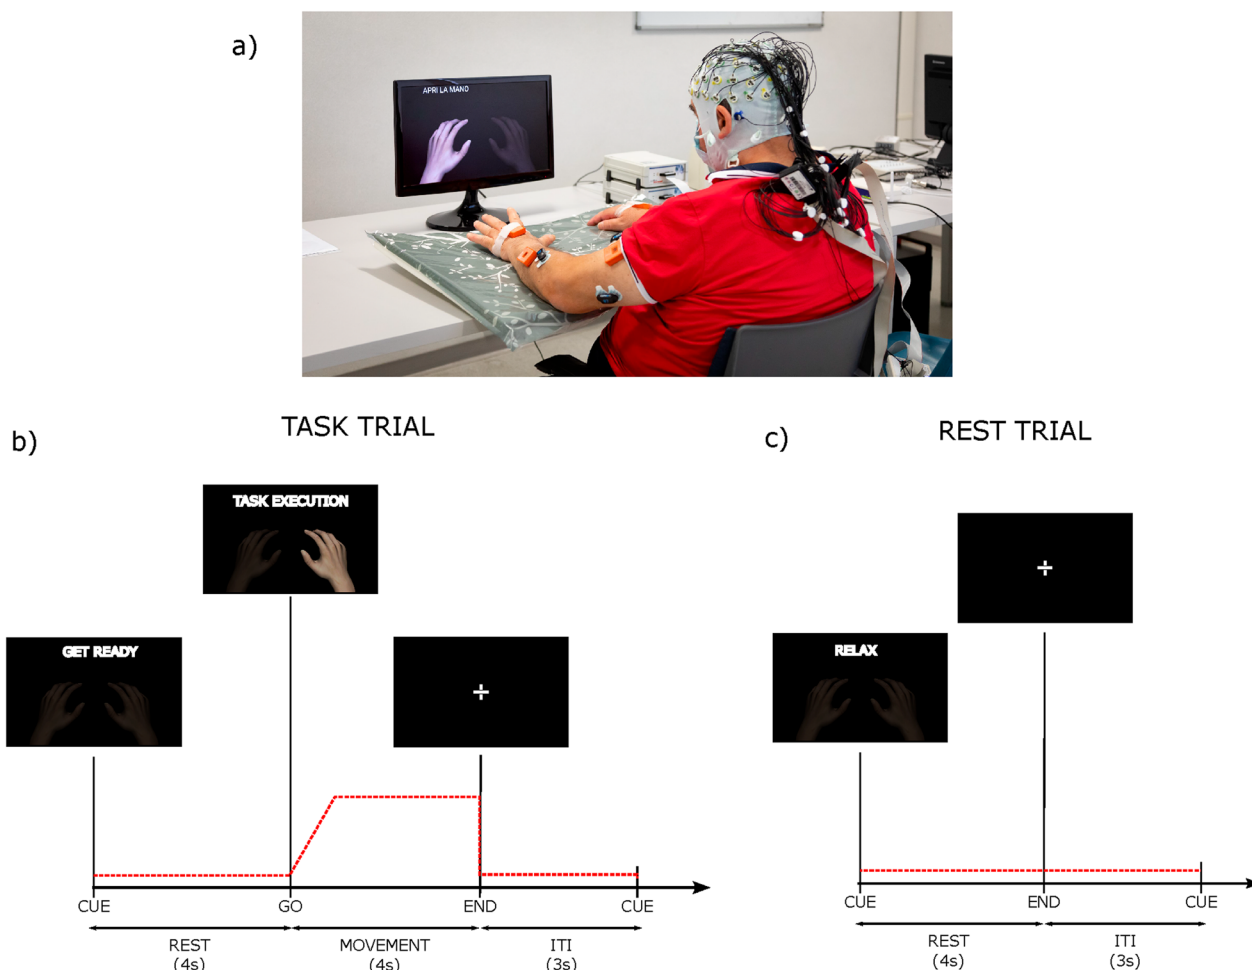 a)
APRI LA MANO
b)
TASK TRIAL
c)
REST TRIAL
TASK EXECUTION
GET READY
RELAX
CUE
GO
END
CUE
REST
(4s)
MOVEMENT
(4s)
ITI
(3s)
CUE
END
CUE
REST
(4s)
ITI
(3s)